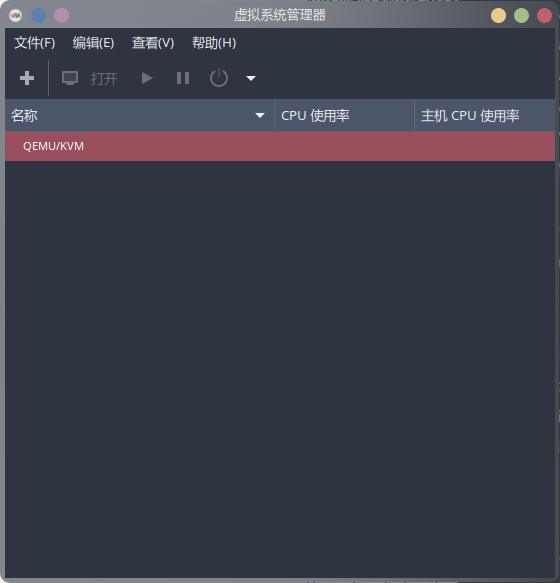 虚拟系统管理器
文件(F) 编辑(E) 查看(V) 帮助(H)
打开
名称 CPU 使用率 主机 CPU 使用率
QEMU/KVM